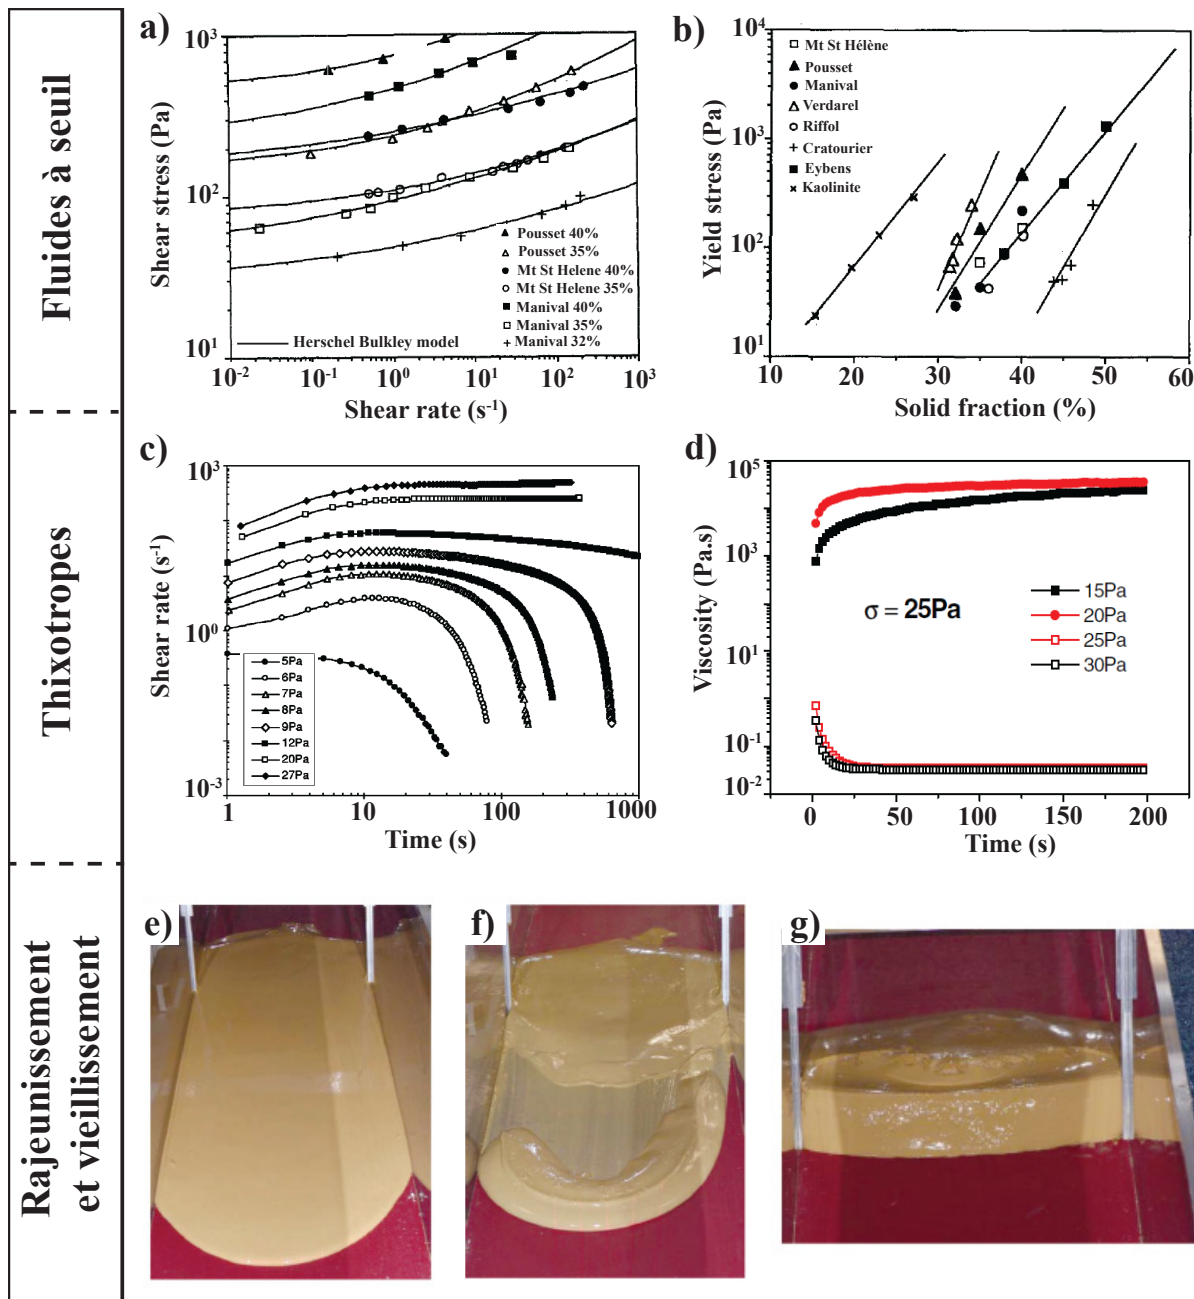 Fluides à seuil
Thixotropes
Rajeunissement
et vieillissement
a)
10³
10²
10¹
Shear stress (Pa)
Pousset 40%
Pousset 35%
Mt St Helene 40%
Mt St Helene 35%
Manival 40%
Manival 35%
Manival 32%
Herschel Bulkley model
10⁻² 10⁻¹ 10⁰ 10¹ 10² 10³
Shear rate (s⁻¹)
b)
10⁴
10³
10²
10¹
Yield stress (Pa)
Mt St Hélène
Pousset
Manival
Verdarel
Riffol
Cratourier
Eybens
Kaolinite
10 20 30 40 50 60
Solid fraction (%)
c)
10³
10⁰
10⁻³
Shear rate (s⁻¹)
5Pa
6Pa
7Pa
8Pa
9Pa
12Pa
20Pa
27Pa
1 10 100 1000
Time (s)
d)
10⁵
10³
10¹
10⁻¹
10⁻²
Viscosity (Pa.s)
σ = 25Pa
15Pa
20Pa
25Pa
30Pa
0 50 100 150 200
Time (s)
e)
f)
g)